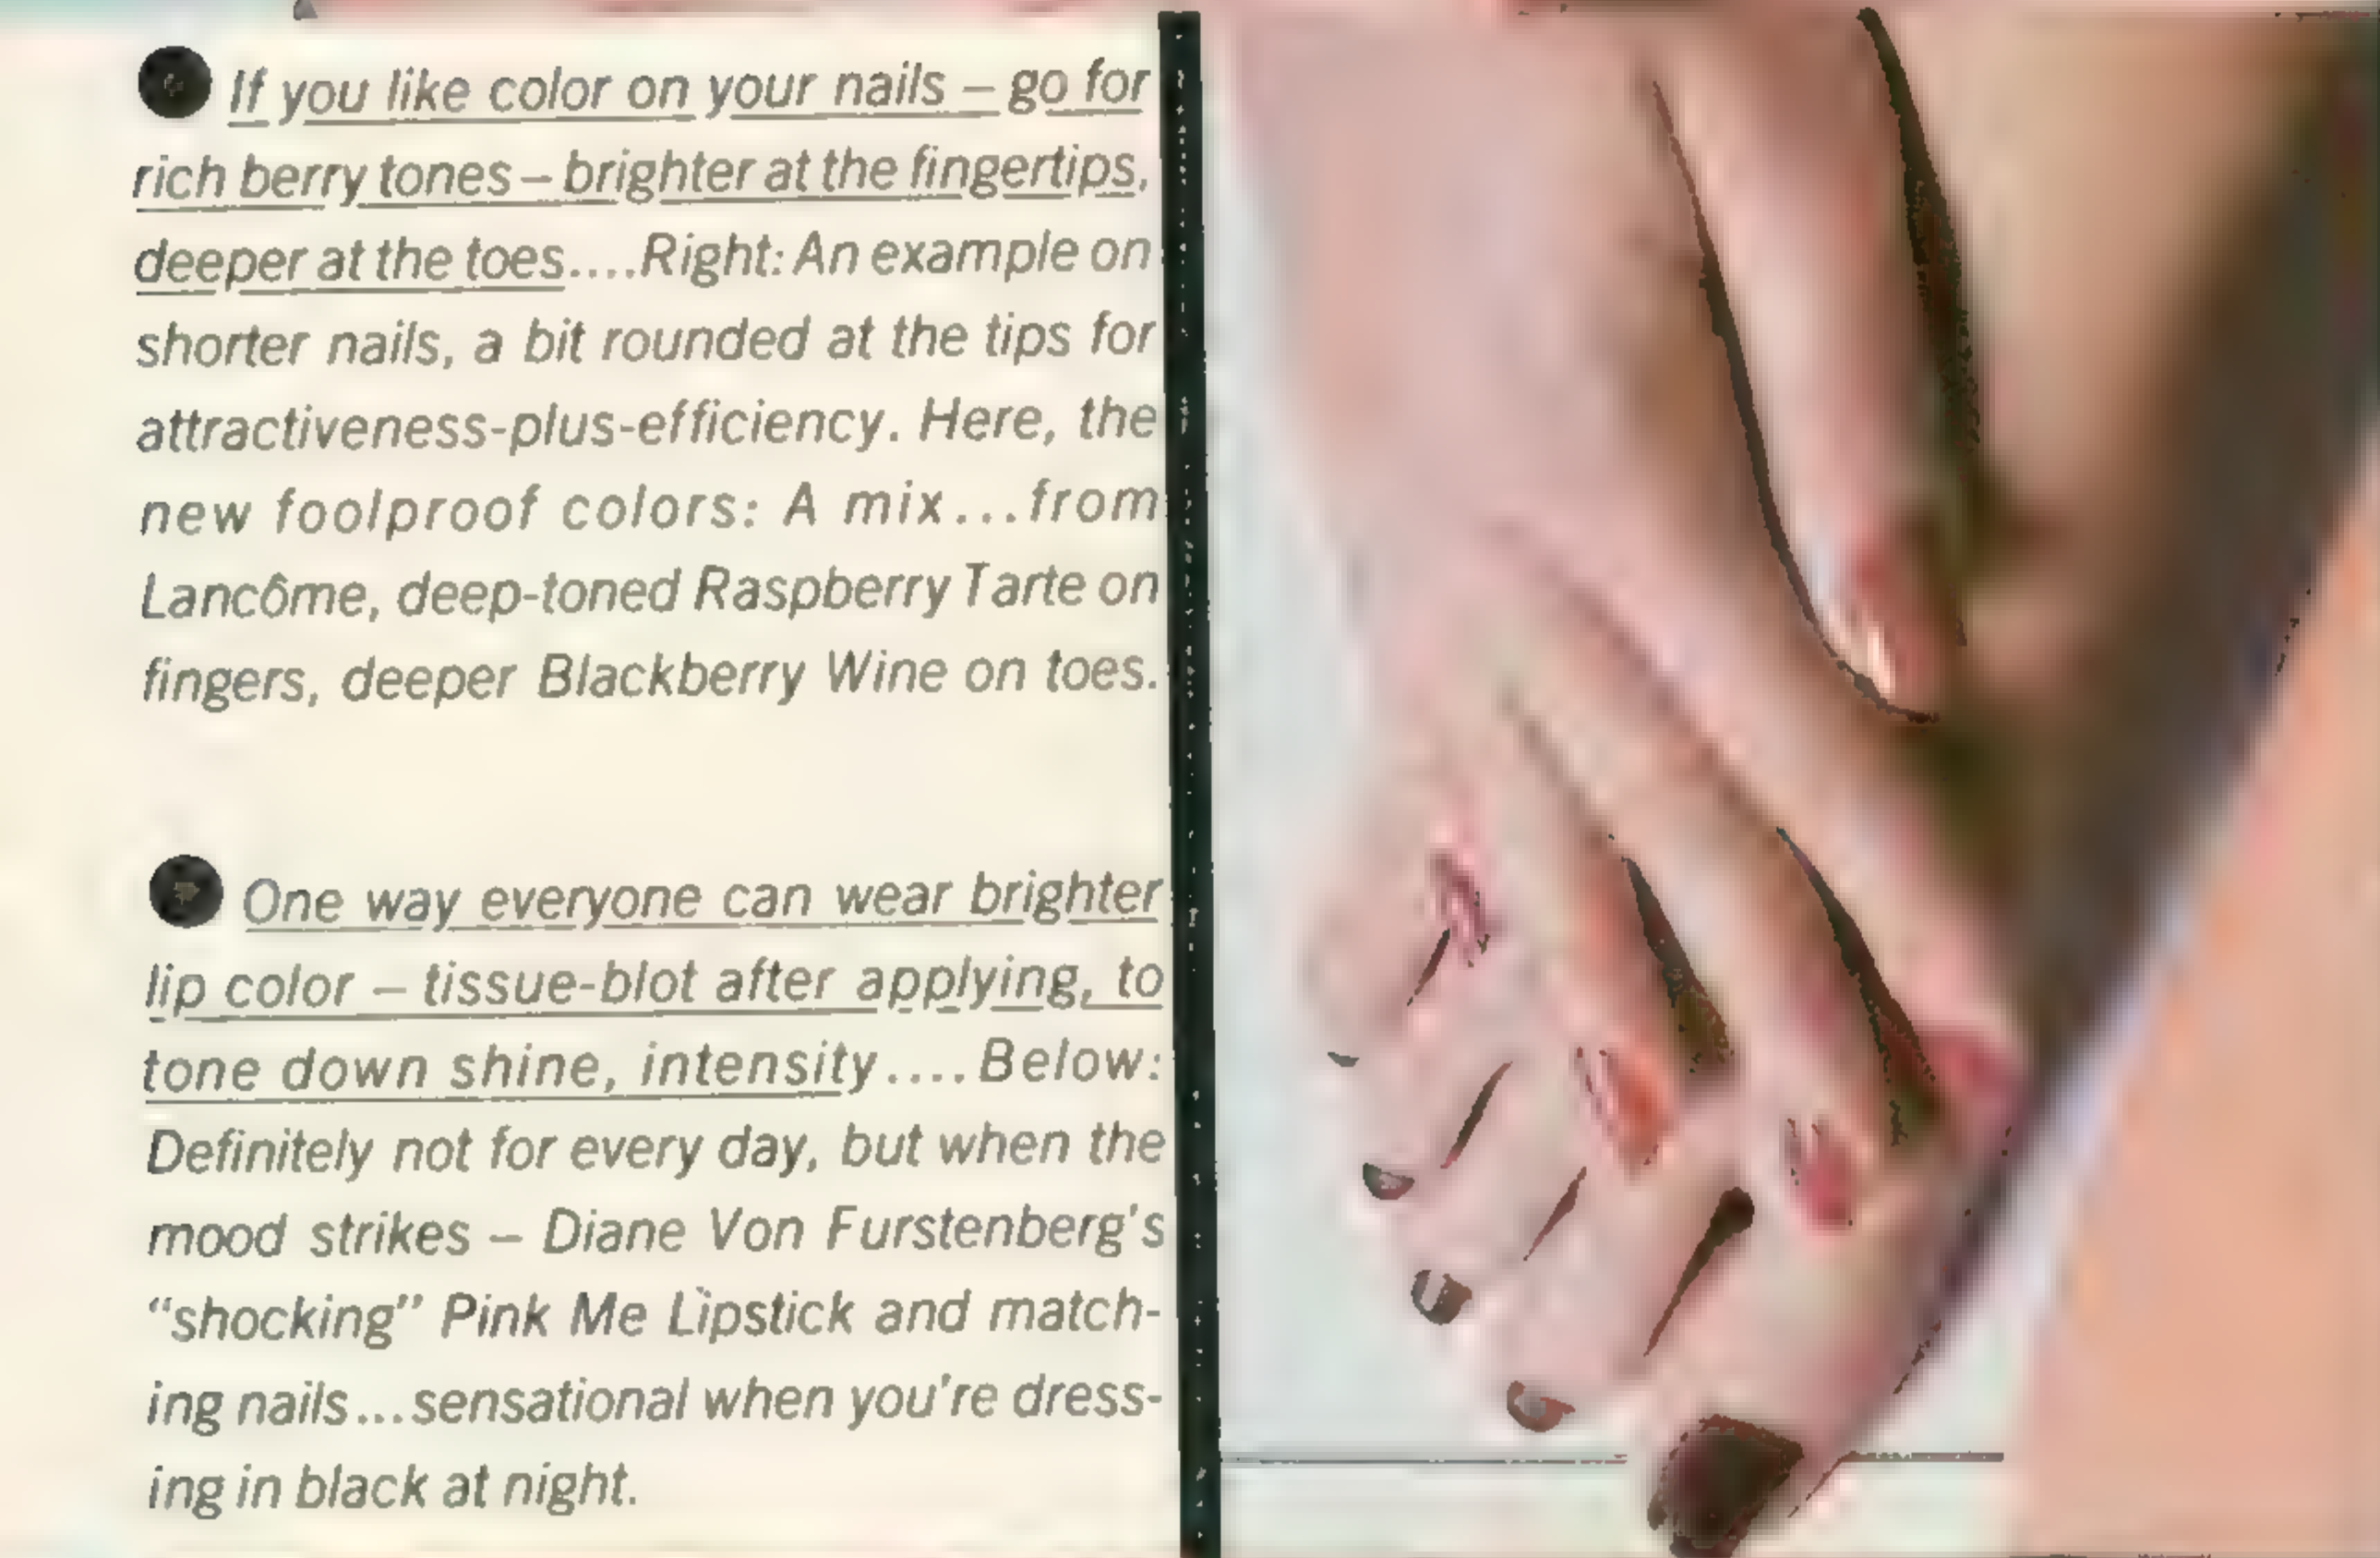 If you like color on your nails – go for
rich berry tones – brighter at the fingertips,
deeper at the toes....Right: An example on
shorter nails, a bit rounded at the tips for
attractiveness-plus-efficiency. Here, the
new foolproof colors: A mix...from
Lancôme, deep-toned Raspberry Tarte on
fingers, deeper Blackberry Wine on toes.
One way everyone can wear brighter
lip color – tissue-blot after applying, to
tone down shine, intensity....Below:
Definitely not for every day, but when the
mood strikes – Diane Von Furstenberg's
“shocking” Pink Me Lipstick and match-
ing nails...sensational when you're dress-
ing in black at night.